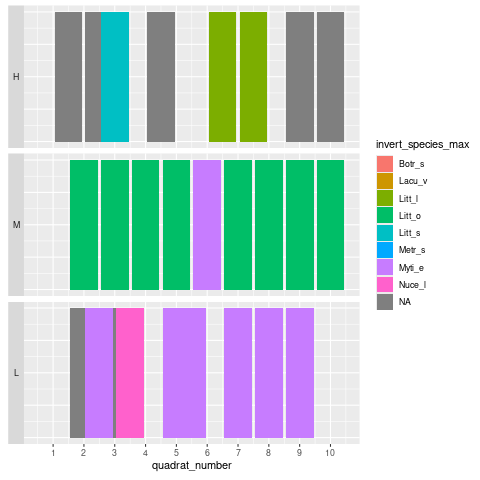 H
M
L
1 2 3 4 5 6 7 8 9 10
quadrat_number
invert_species_max
Botr_s
Lacu_v
Litt_l
Litt_o
Litt_s
Metr_s
Myti_e
Nuce_l
NA